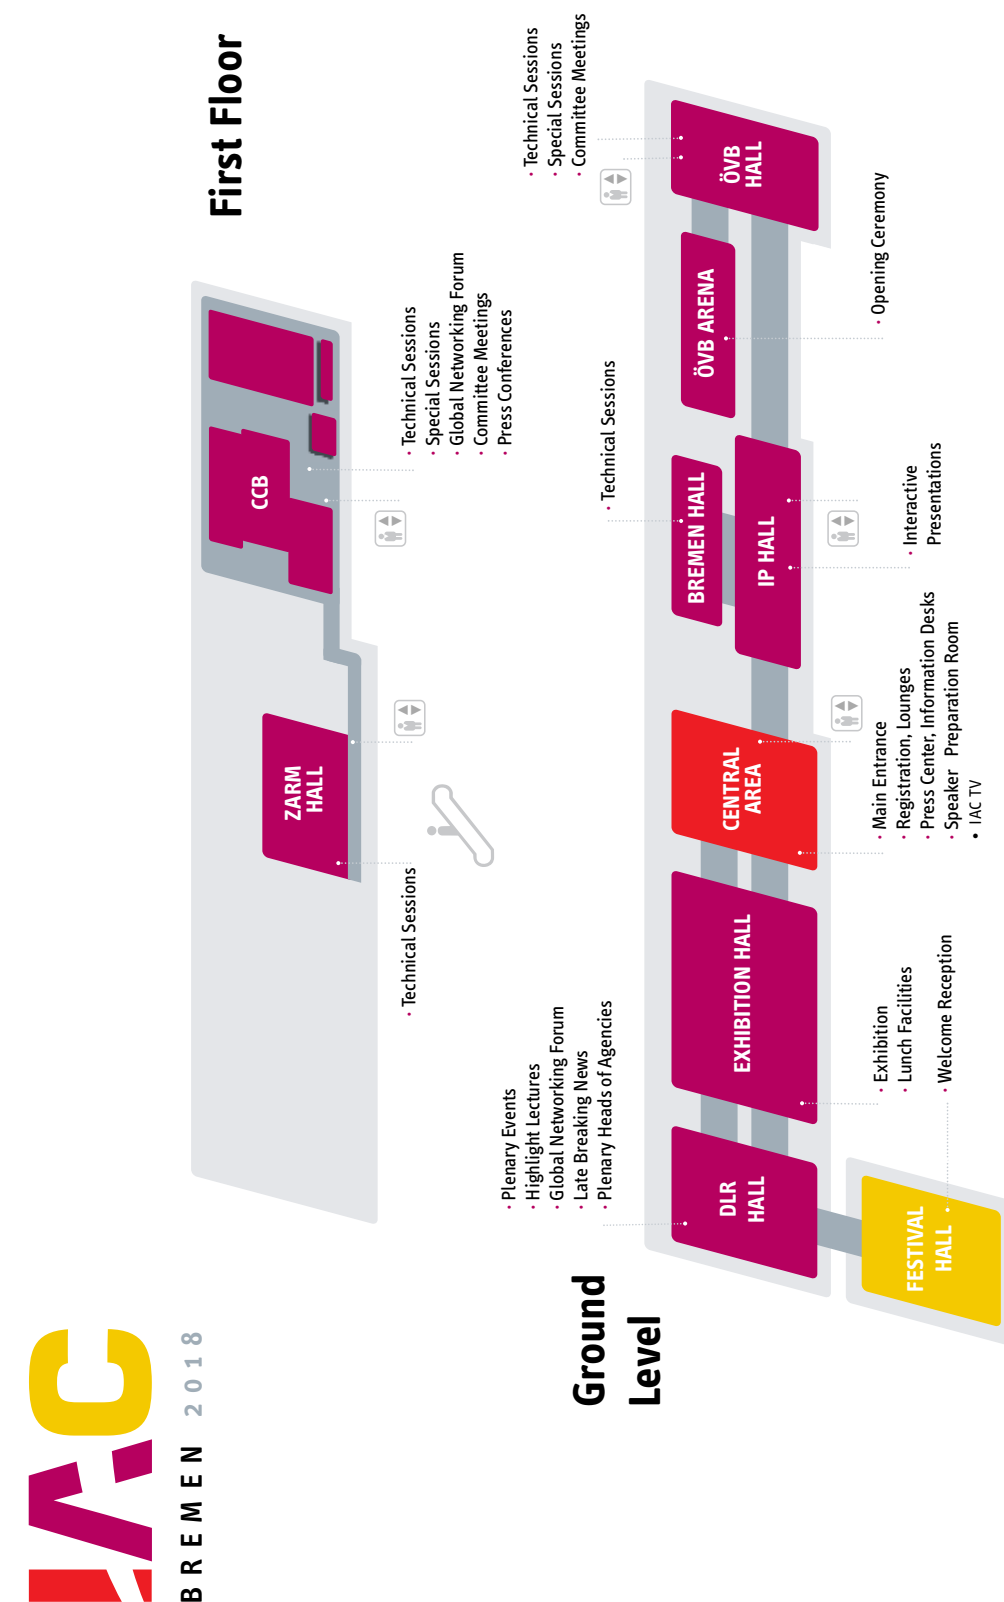 IAC
BREMEN 2018
First Floor
ZARM
HALL
CCB
• Technical Sessions
• Technical Sessions
• Special Sessions
• Global Networking Forum
• Committee Meetings
• Press Conferences
Ground
Level
• Plenary Events
• Highlight Lectures
• Global Networking Forum
• Late Breaking News
• Plenary Heads of Agencies
• Technical Sessions
• Technical Sessions
• Special Sessions
• Committee Meetings
DLR
HALL
EXHIBITION HALL
CENTRAL
AREA
BREMEN HALL
IP HALL
ÖVB ARENA
ÖVB
HALL
FESTIVAL
HALL
• Exhibition
• Lunch Facilities
• Welcome Reception
• Main Entrance
• Registration, Lounges
• Press Center, Information Desks
• Speaker Preparation Room
• IAC TV
• Interactive
Presentations
• Opening Ceremony